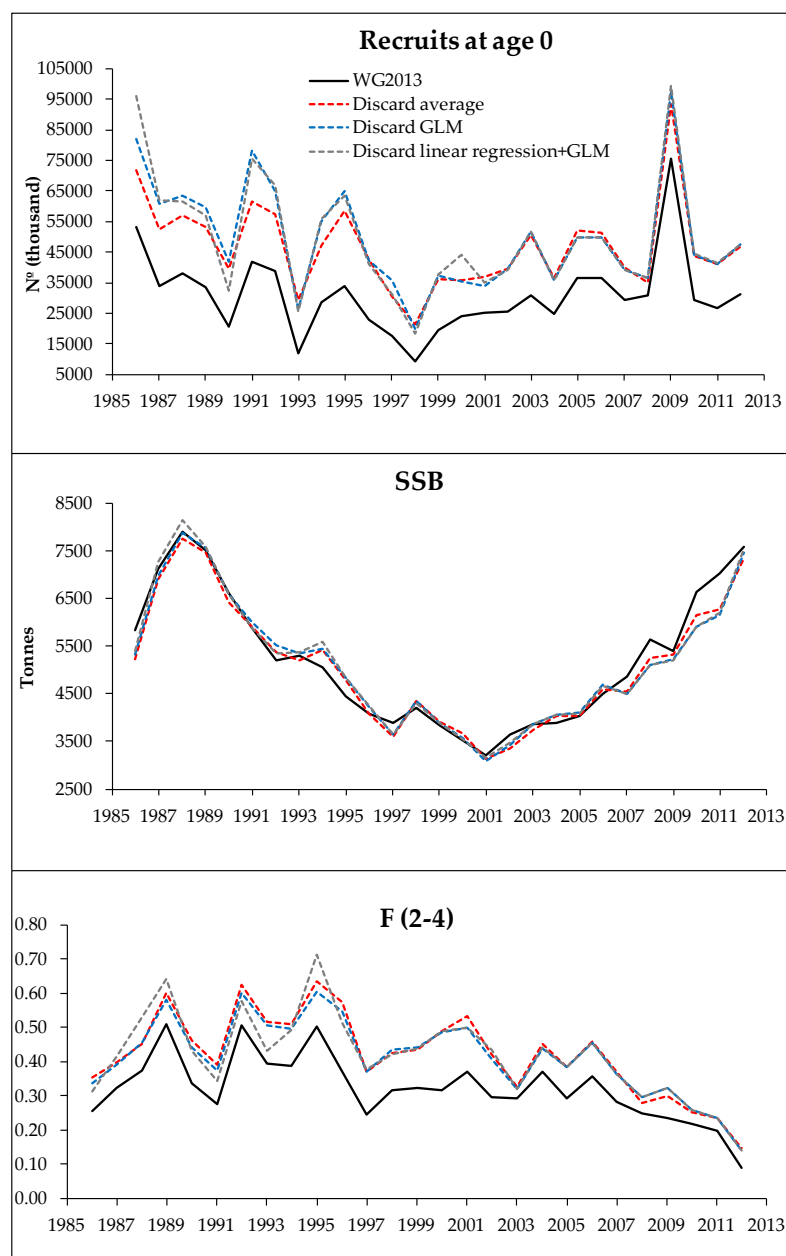 Recruits at age 0
Nº (thousand)
105000
95000
85000
75000
65000
55000
45000
35000
25000
15000
5000
WG2013
Discard average
Discard GLM
Discard linear regression+GLM
1985 1987 1989 1991 1993 1995 1997 1999 2001 2003 2005 2007 2009 2011 2013
SSB
Tonnes
8500
7500
6500
5500
4500
3500
2500
1985 1987 1989 1991 1993 1995 1997 1999 2001 2003 2005 2007 2009 2011 2013
F (2-4)
0.80
0.70
0.60
0.50
0.40
0.30
0.20
0.10
0.00
1985 1987 1989 1991 1993 1995 1997 1999 2001 2003 2005 2007 2009 2011 2013